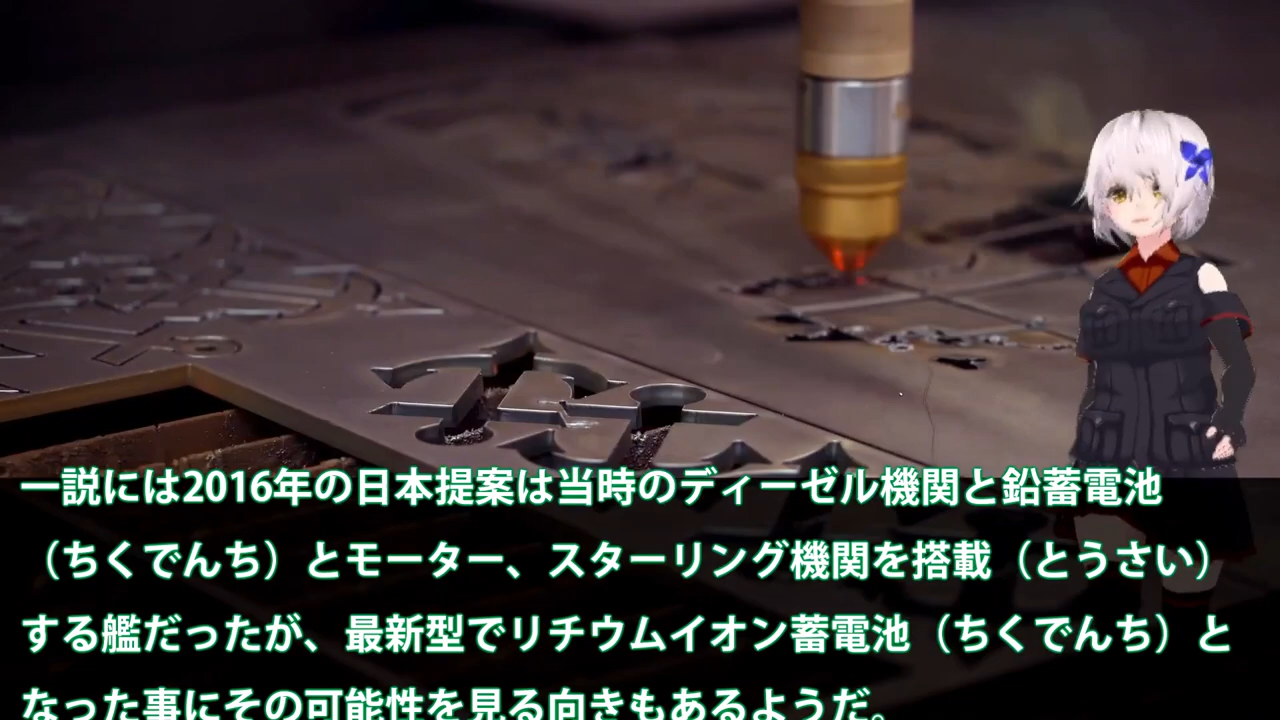 一説には2016年の日本提案は当時のディーゼル機関と鉛蓄電池
（ちくでんち）とモーター、スターリング機関を搭載（とうさい）
する艦だったが、最新型でリチウムイオン蓄電池（ちくでんち）と
なった事にその可能性を見る向きもあるようだ。